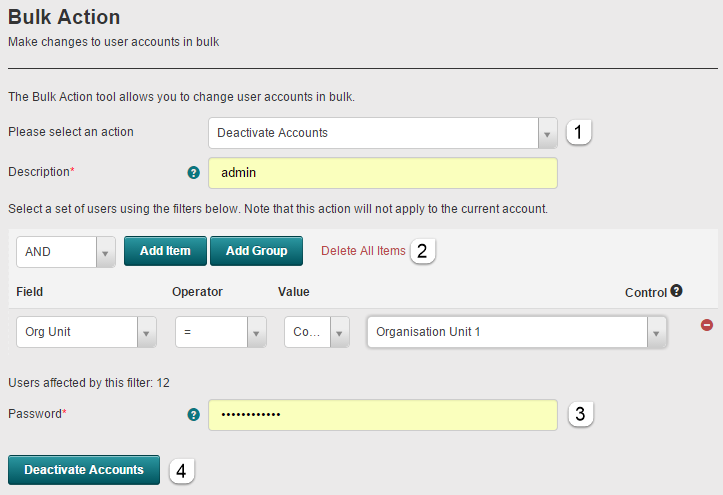 Bulk Action
Make changes to user accounts in bulk
The Bulk Action tool allows you to change user accounts in bulk.
Please select an action Deactivate Accounts 1
Description* ? admin
Select a set of users using the filters below. Note that this action will not apply to the current account.
AND Add Item Add Group Delete All Items 2
Field Operator Value Control ?
Org Unit = Co... Organisation Unit 1
Users affected by this filter: 12
Password* ? •••••••••••• 3
Deactivate Accounts 4